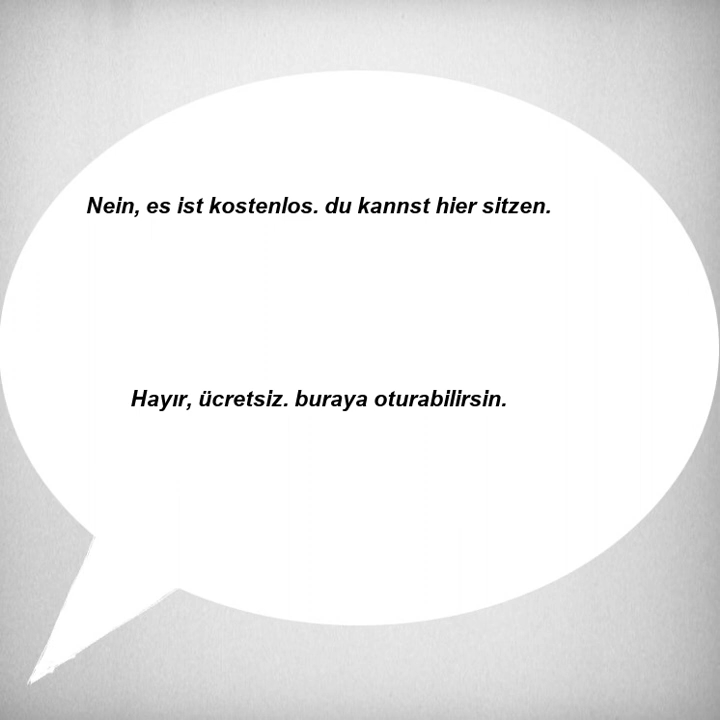 Nein, es ist kostenlos. du kannst hier sitzen.
Hayır, ücretsiz. buraya oturabilirsin.